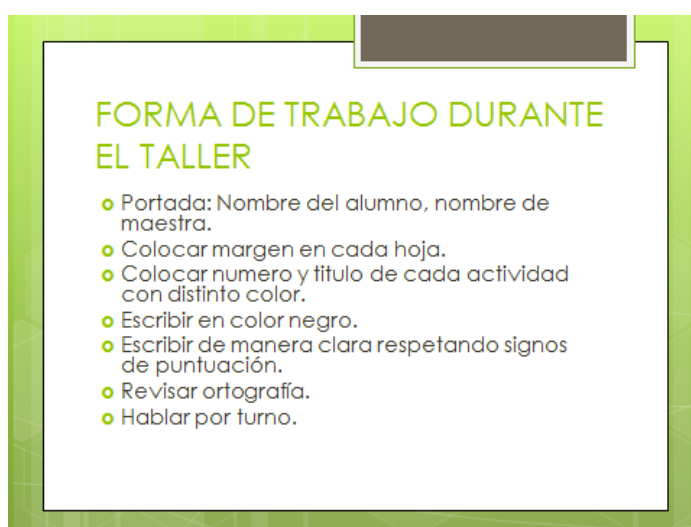 FORMA DE TRABAJO DURANTE
EL TALLER
Portada: Nombre del alumno, nombre de
maestra.
Colocar margen en cada hoja.
Colocar numero y titulo de cada actividad
con distinto color.
Escribir en color negro.
Escribir de manera clara respetando signos
de puntuación.
Revisar ortografía.
Hablar por turno.